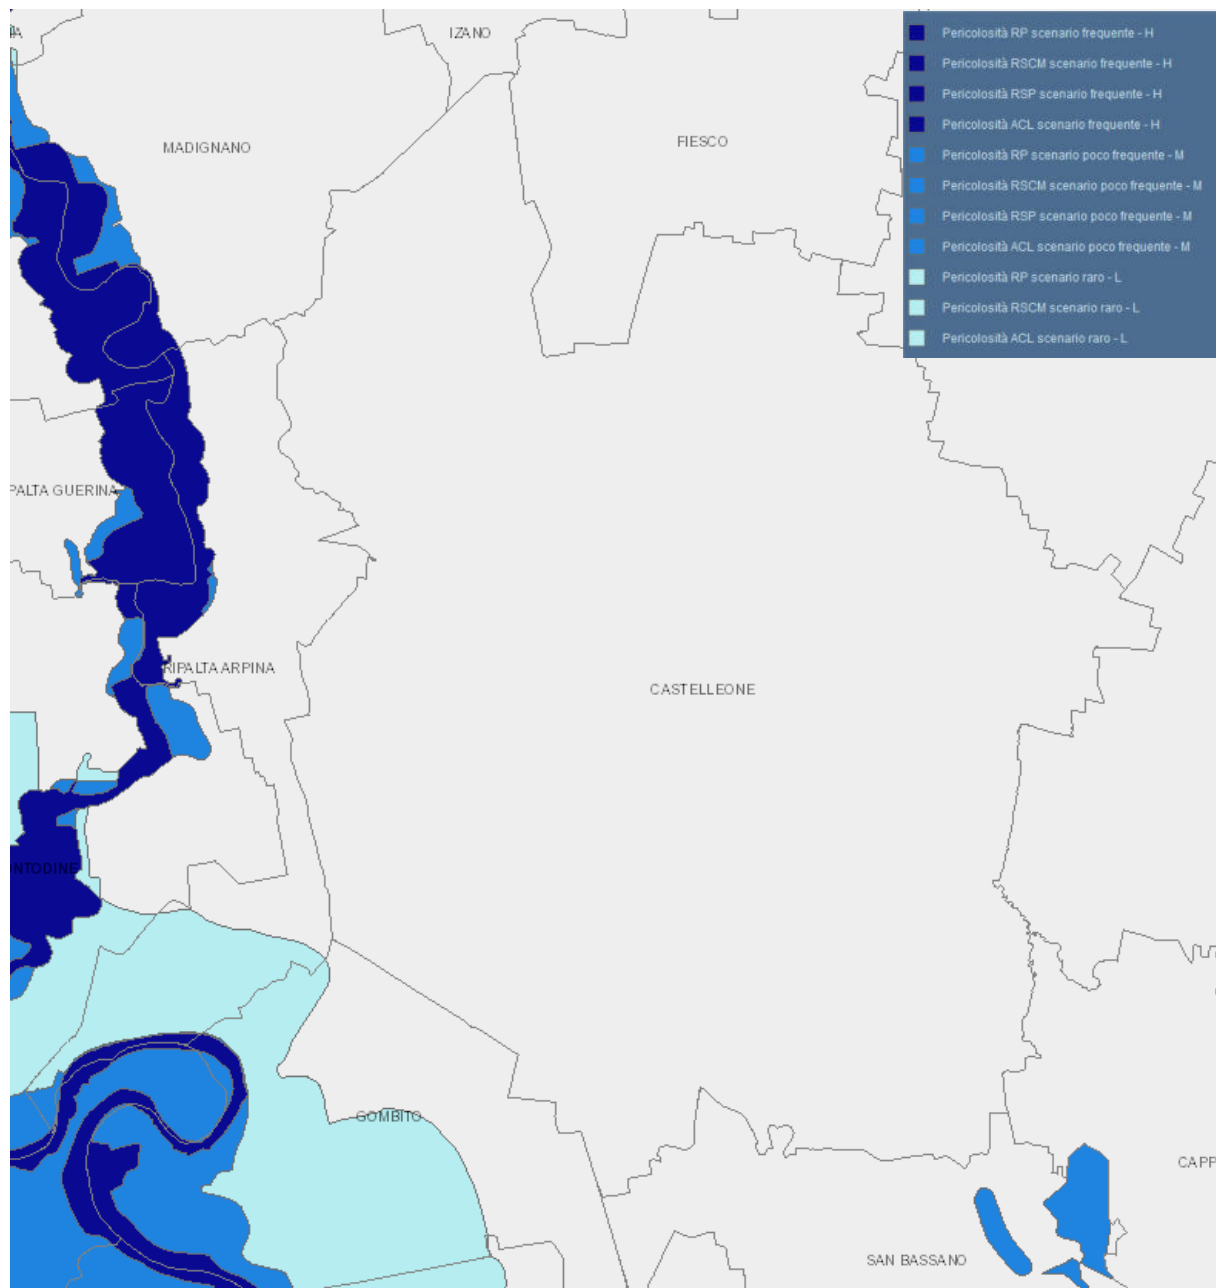 IZANO
MADIGNANO
FIESCO
Pericolosità RP scenario frequente - H
Pericolosità RSCM scenario frequente - H
Pericolosità RSP scenario frequente - H
Pericolosità ACL scenario frequente - H
Pericolosità RP scenario poco frequente - M
Pericolosità RSCM scenario poco frequente - M
Pericolosità RSP scenario poco frequente - M
Pericolosità ACL scenario poco frequente - M
Pericolosità RP scenario raro - L
Pericolosità RSCM scenario raro - L
Pericolosità ACL scenario raro - L
PALTA GUERINA
RIPALTA ARPINA
CASTELLEONE
NTODINE
GOMBITO
CAPP
SAN BASSANO